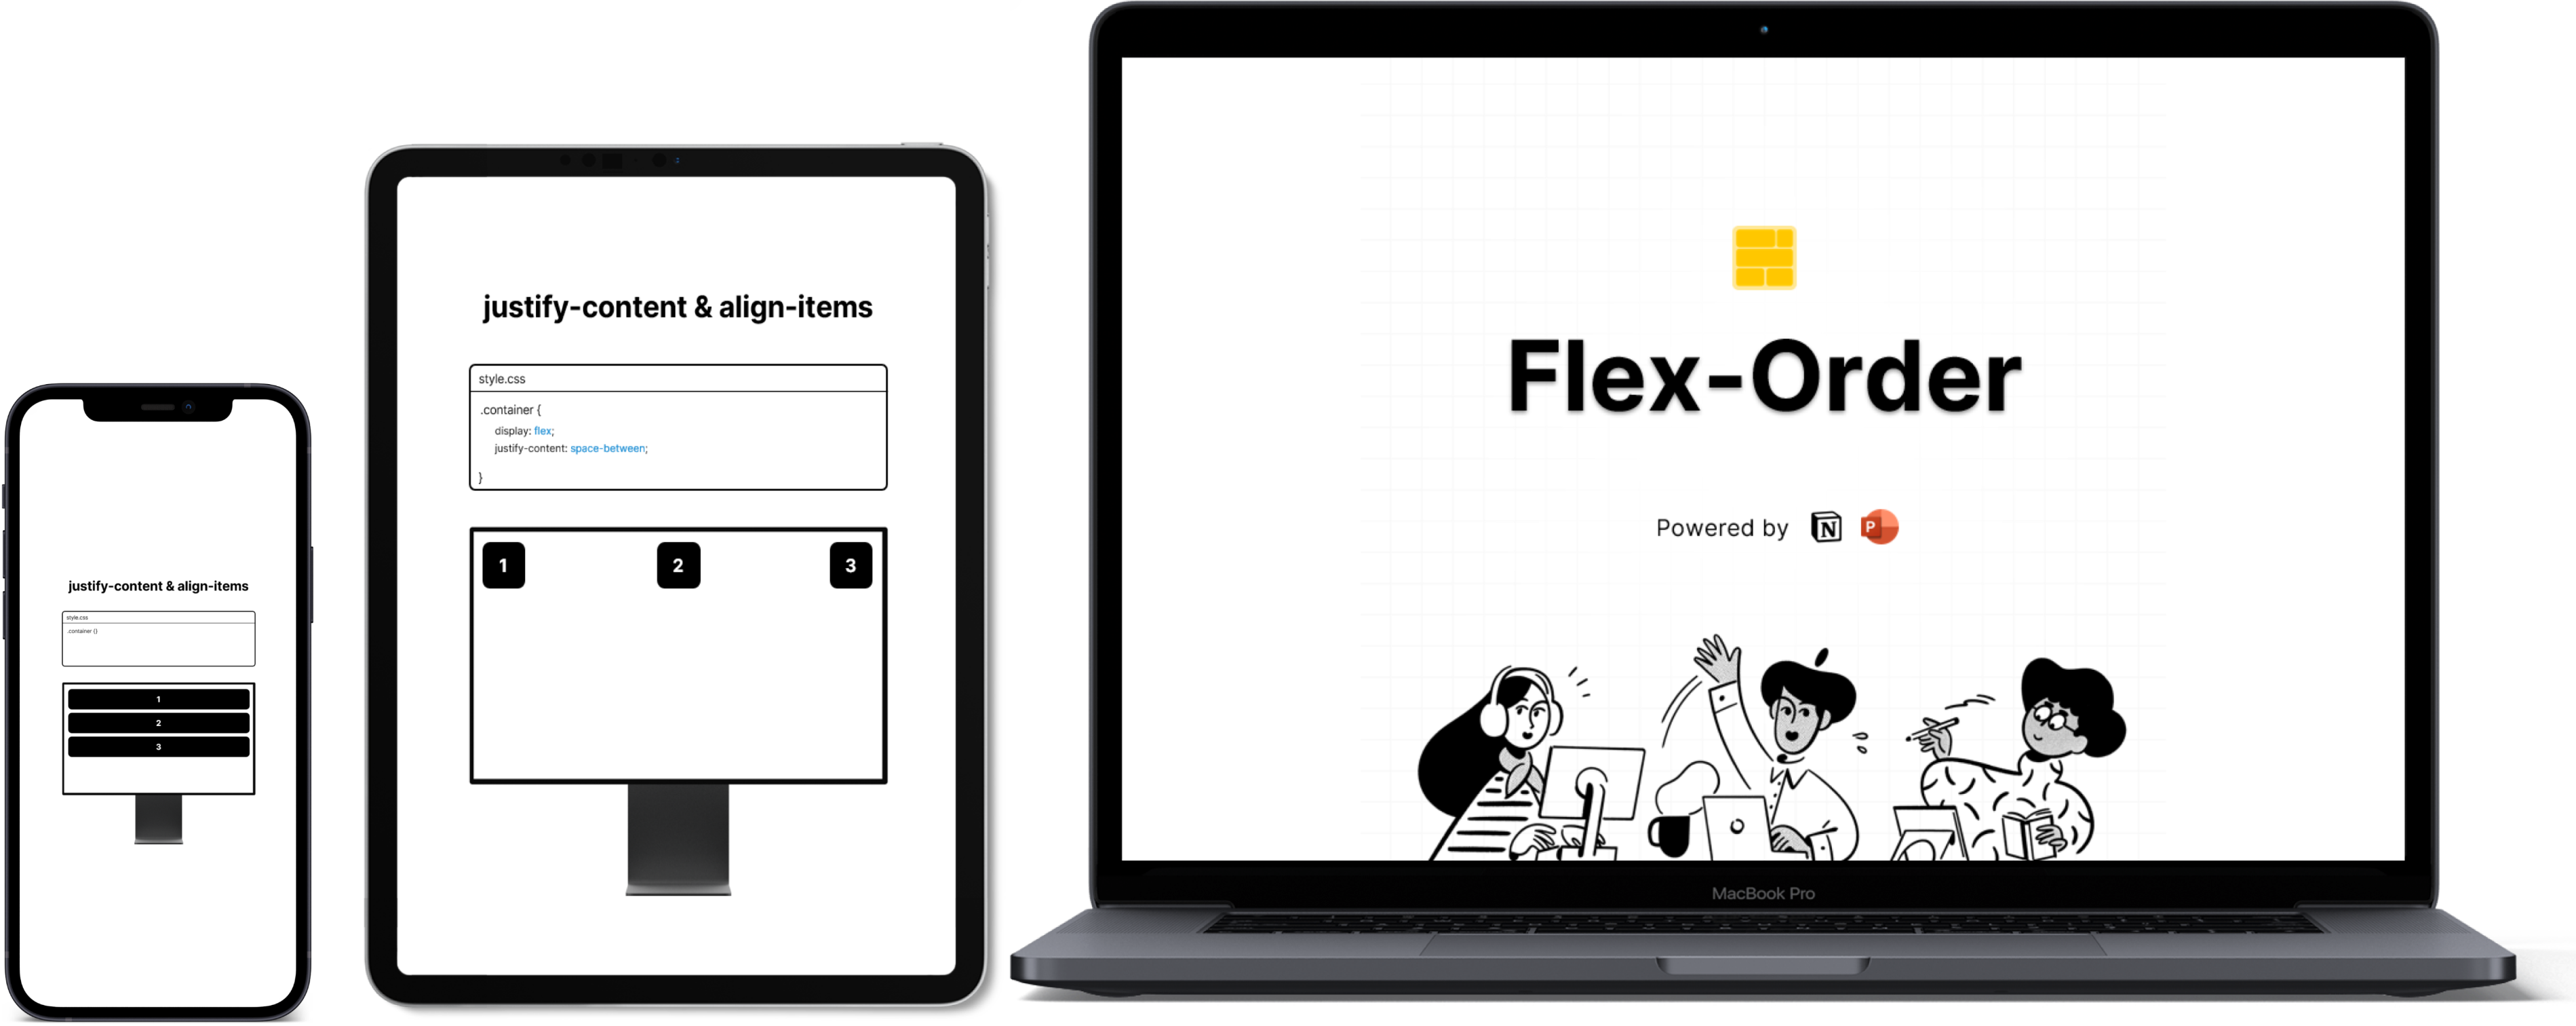 justify-content & align-items
style.css
.container {}
1
2
3
justify-content & align-items
style.css
.container {
display: flex;
justify-content: space-between;
}
1
2
3
Flex-Order
Powered by N P
MacBook Pro